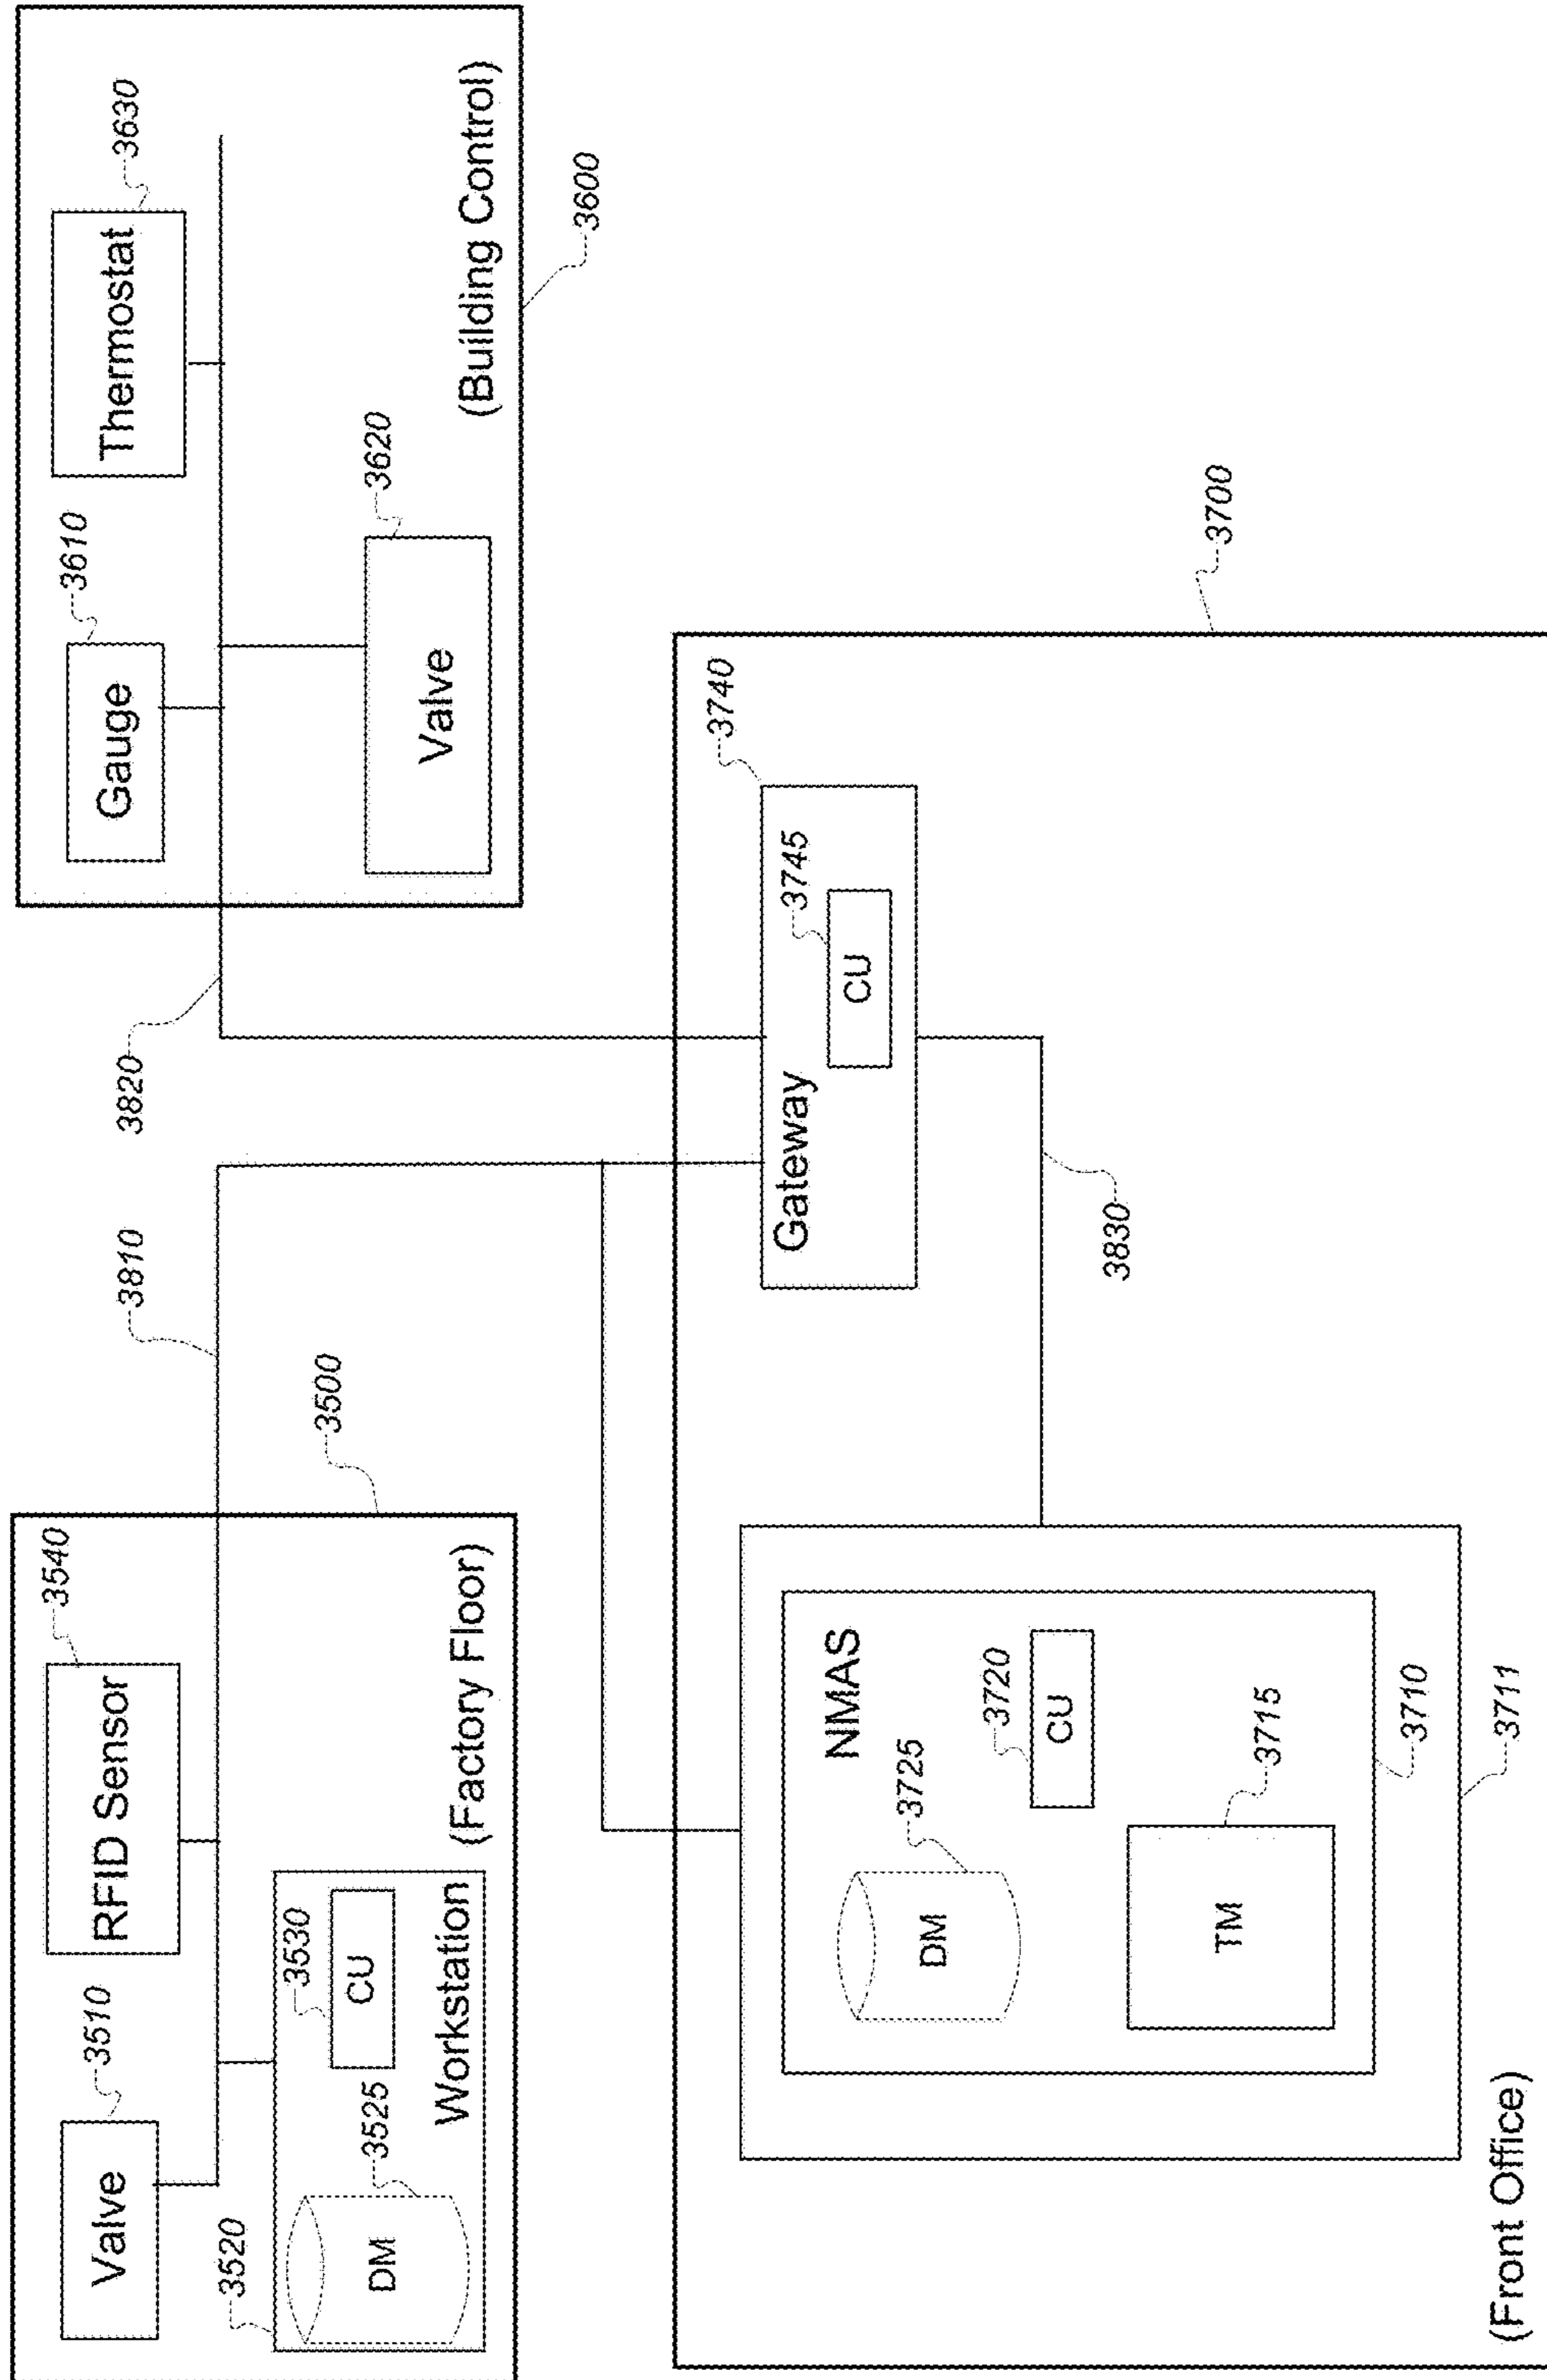 Valve
3510
RFID Sensor
3540
3520
DM
3525
CU
3530
Workstation
(Factory Floor)
3500
3810
3820
Gauge
3610
Thermostat
3630
Valve
3620
(Building Control)
3600
Gateway
CU
3745
3740
3830
3700
NMAS
DM
3725
CU
3720
TM
3715
3710
3711
(Front Office)